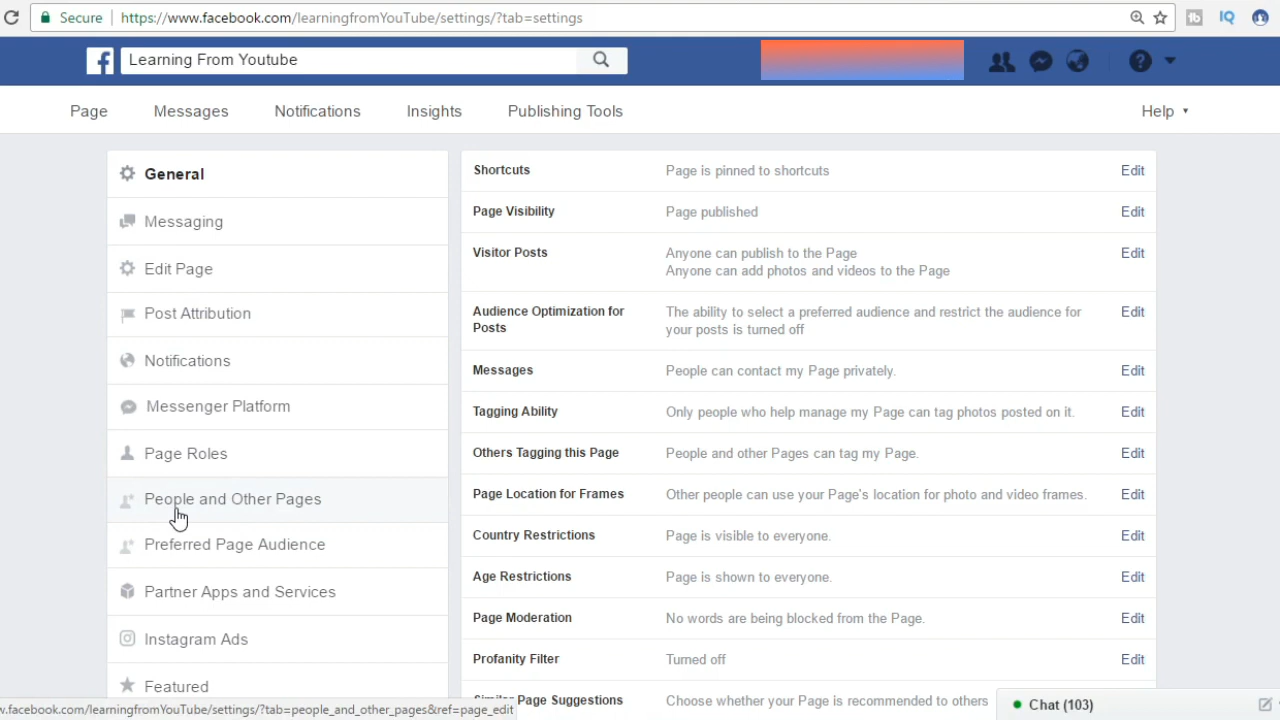 Secure https://www.facebook.com/learningfromYouTube/settings/?tab=settings
Learning From Youtube
Page Messages Notifications Insights Publishing Tools Help
General
Messaging
Edit Page
Post Attribution
Notifications
Messenger Platform
Page Roles
People and Other Pages
Preferred Page Audience
Partner Apps and Services
Instagram Ads
Featured
Shortcuts Page is pinned to shortcuts Edit
Page Visibility Page published Edit
Visitor Posts Anyone can publish to the Page Edit
Anyone can add photos and videos to the Page
Audience Optimization for The ability to select a preferred audience and restrict the audience for Edit
Posts your posts is turned off
Messages People can contact my Page privately. Edit
Tagging Ability Only people who help manage my Page can tag photos posted on it. Edit
Others Tagging this Page People and other Pages can tag my Page. Edit
Page Location for Frames Other people can use your Page's location for photo and video frames. Edit
Country Restrictions Page is visible to everyone. Edit
Age Restrictions Page is shown to everyone. Edit
Page Moderation No words are being blocked from the Page. Edit
Profanity Filter Turned off Edit
Similar Page Suggestions Choose whether your Page is recommended to others
Chat (103)
w.facebook.com/learningfromYouTube/settings/?tab=people_and_other_pages&ref=page_edit